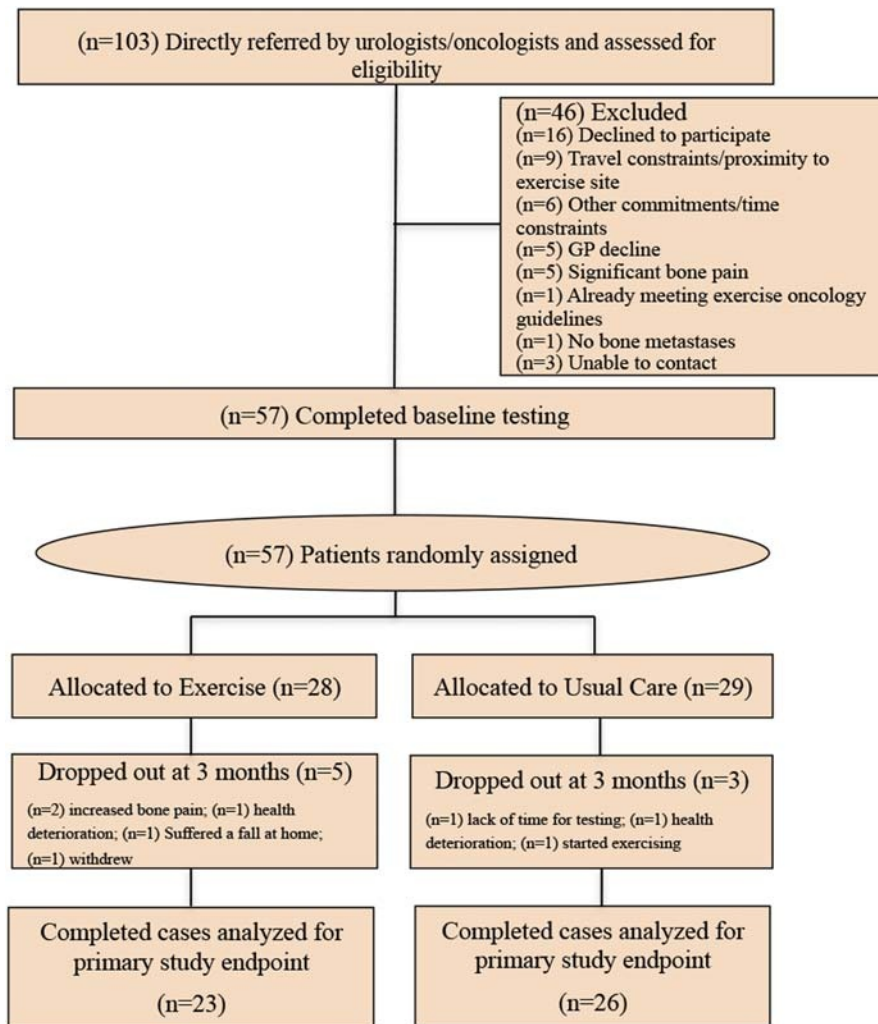 (n=103) Directly referred by urologists/oncologists and assessed for
eligibility
(n=46) Excluded
(n=16) Declined to participate
(n=9) Travel constraints/proximity to
exercise site
(n=6) Other commitments/time
constraints
(n=5) GP decline
(n=5) Significant bone pain
(n=1) Already meeting exercise oncology
guidelines
(n=1) No bone metastases
(n=3) Unable to contact
(n=57) Completed baseline testing
(n=57) Patients randomly assigned
Allocated to Exercise (n=28)
Allocated to Usual Care (n=29)
Dropped out at 3 months (n=5)
(n=2) increased bone pain; (n=1) health
deterioration; (n=1) Suffered a fall at home;
(n=1) withdrew
Dropped out at 3 months (n=3)
(n=1) lack of time for testing; (n=1) health
deterioration; (n=1) started exercising
Completed cases analyzed for
primary study endpoint
(n=23)
Completed cases analyzed for
primary study endpoint
(n=26)